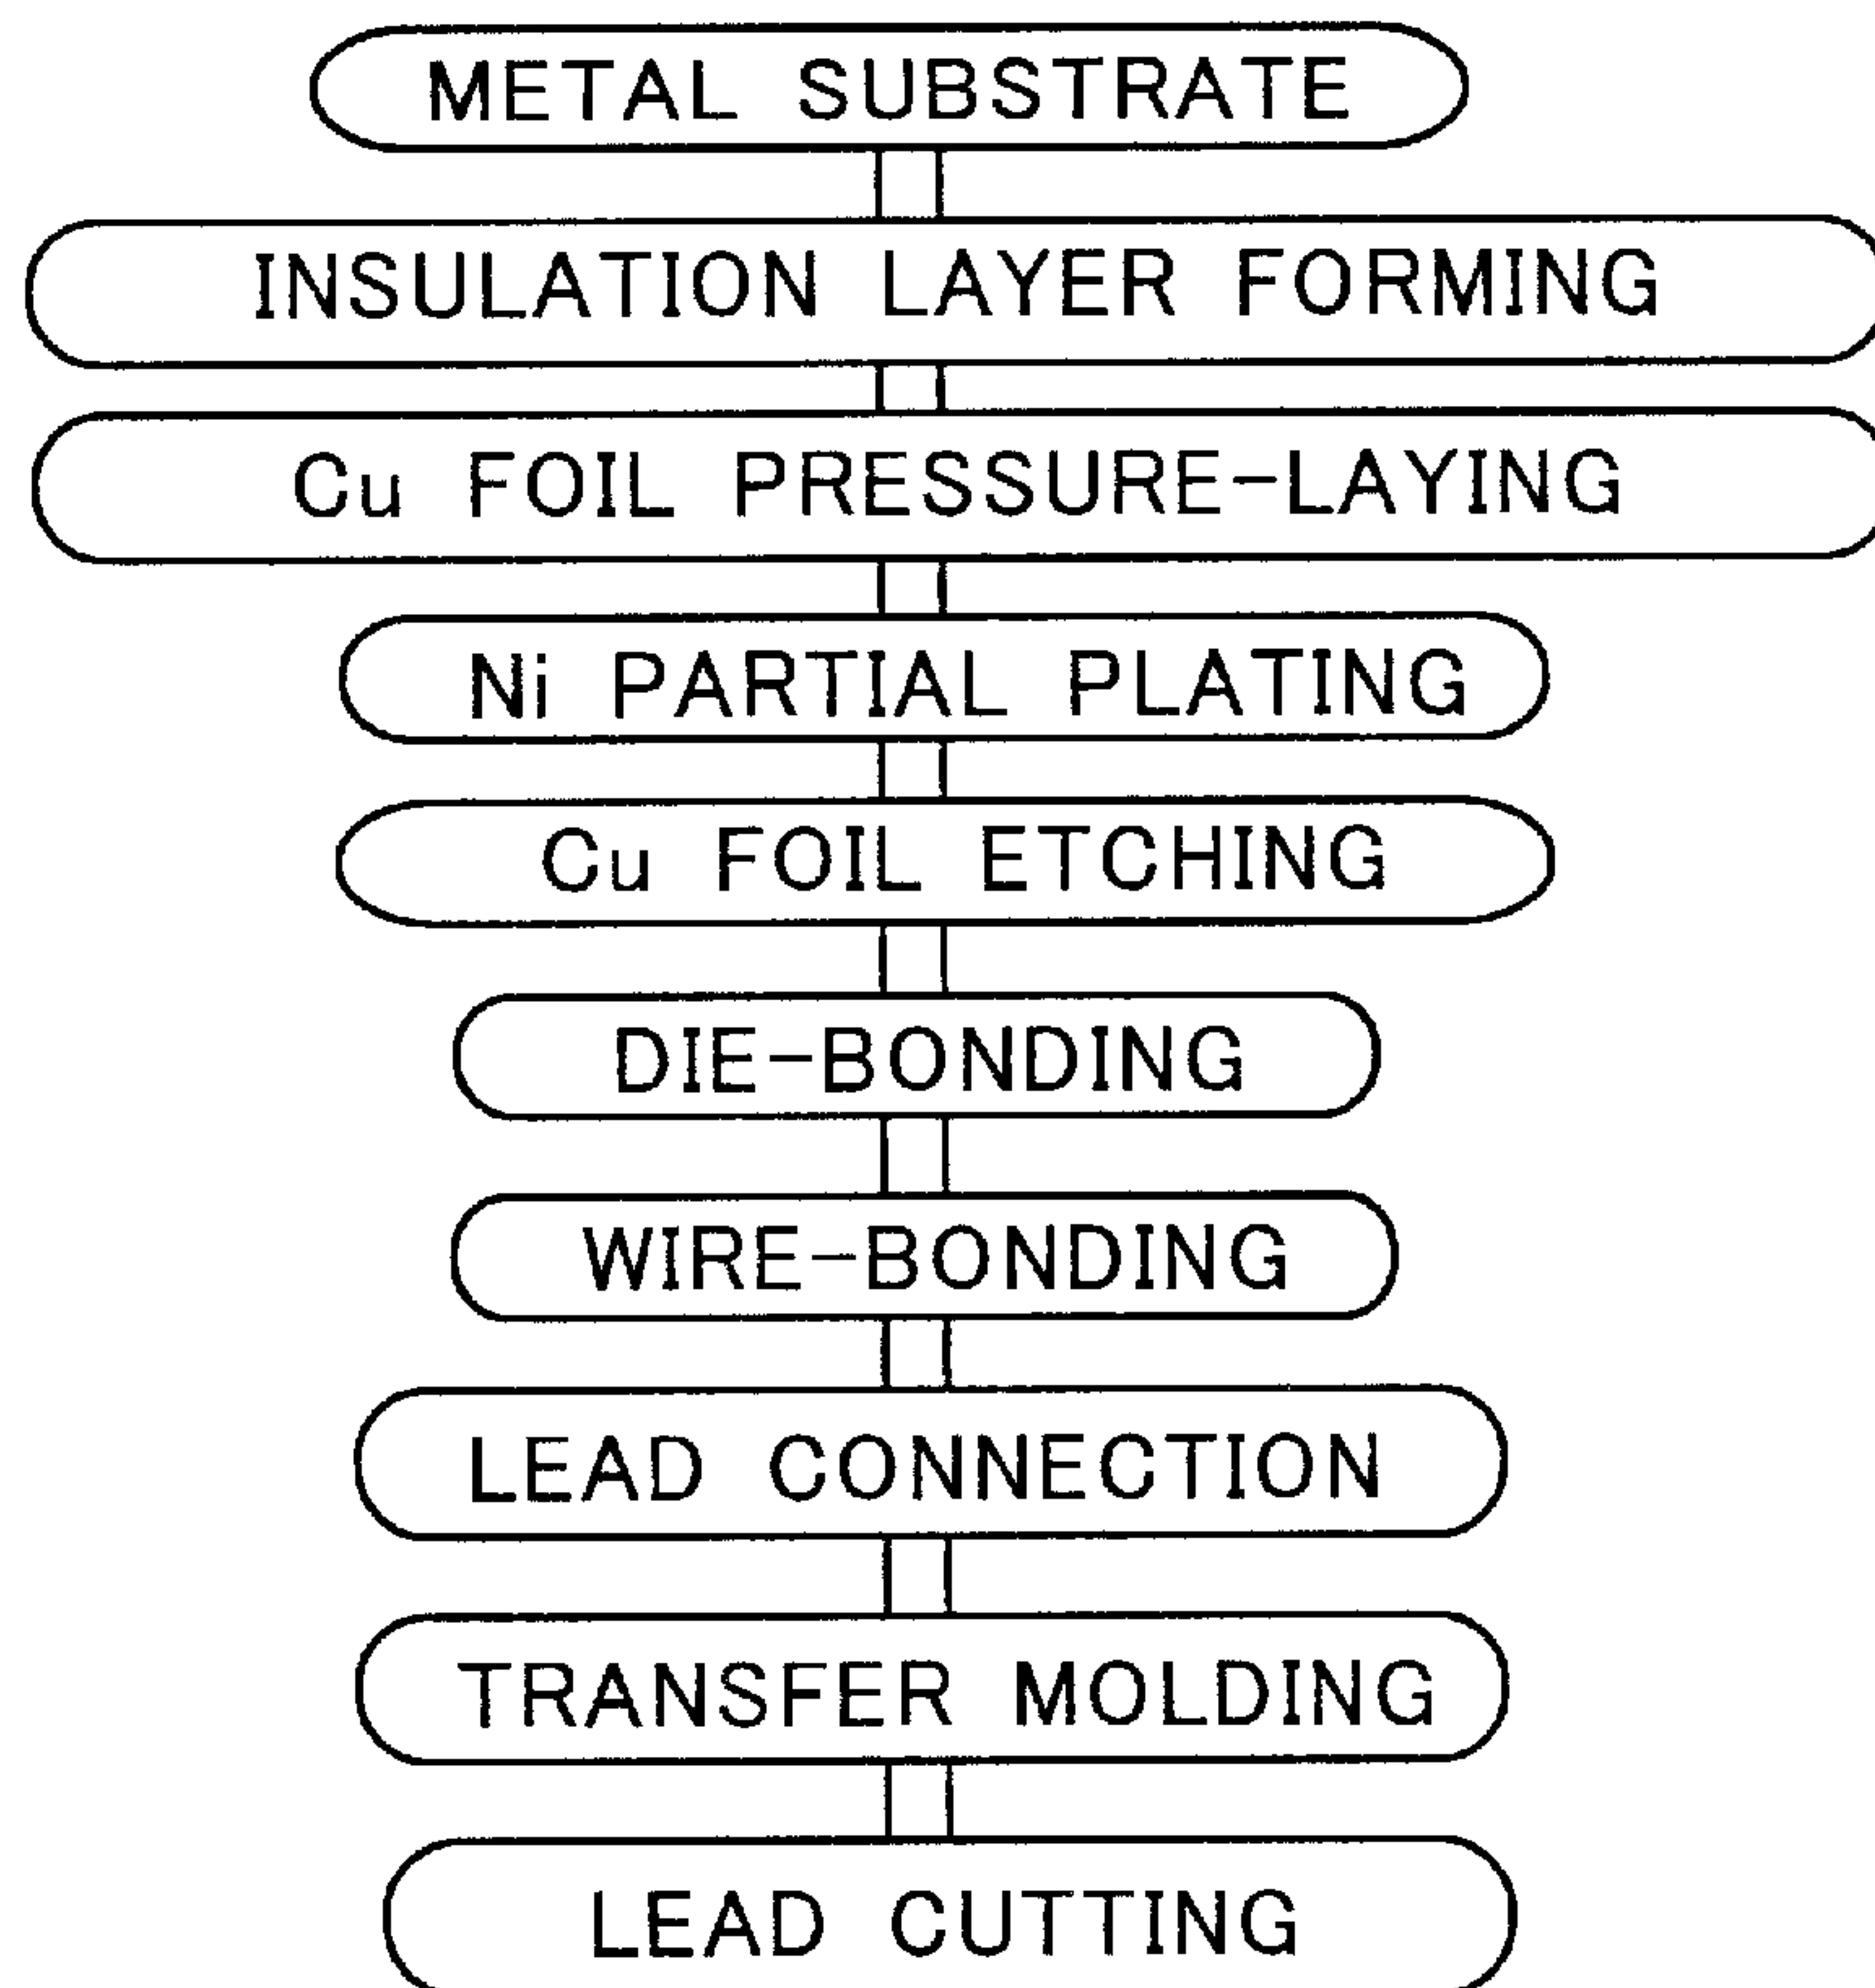 METAL SUBSTRATE
INSULATION LAYER FORMING
Cu FOIL PRESSURE-LAYING
Ni PARTIAL PLATING
Cu FOIL ETCHING
DIE-BONDING
WIRE-BONDING
LEAD CONNECTION
TRANSFER MOLDING
LEAD CUTTING